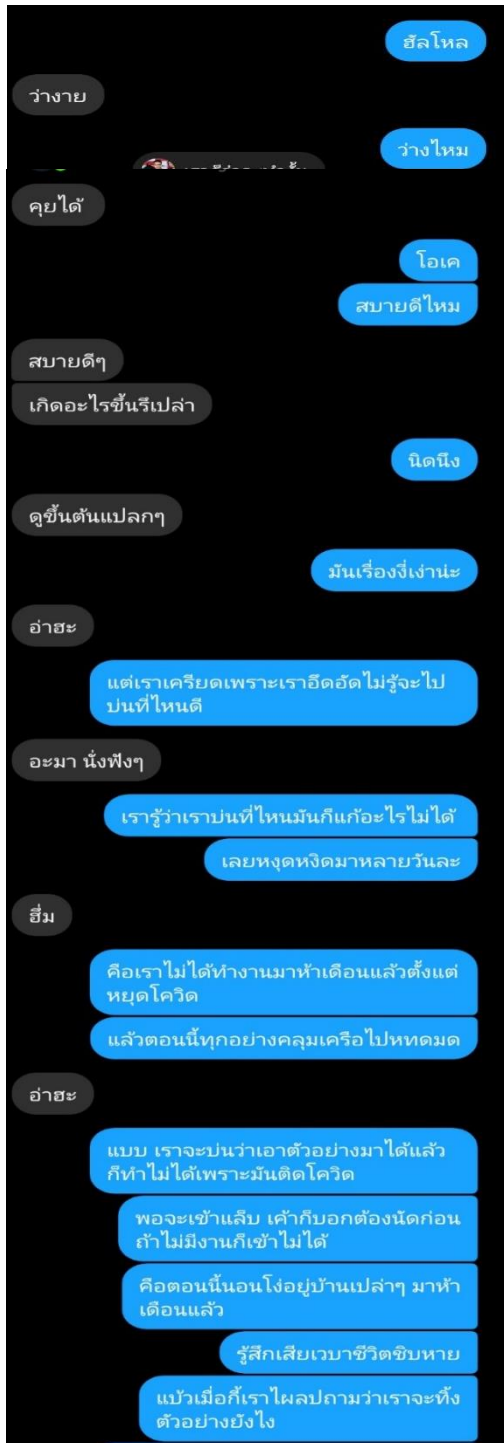 ฮัลโหล
ว่างาย
ว่างไหม
คุยได้
โอเค
สบายดีไหม
สบายดีๆ
เกิดอะไรขึ้นรึเปล่า
นิดนึง
ดูขึ้นต้นแปลกๆ
มันเรื่องงี่เง่าน่ะ
อ่าฮะ
แต่เราเครียดเพราะเราอึดอัดไม่รู้จะไป
บ่นที่ไหนดี
อะมา นั่งฟังๆ
เรารู้ว่าเราบ่นที่ไหนมันก็แก้อะไรไม่ได้
เลยหงุดหงิดมาหลายวันละ
ฮื่ม
คือเราไม่ได้ทำงานมาห้าเดือนแล้วตั้งแต่
หยุดโควิด
แล้วตอนนี้ทุกอย่างคลุมเครือไปหทดมด
อ่าฮะ
แบบ เราจะบ่นว่าเอาตัวอย่างมาได้แล้ว
ก็ทำไม่ได้เพราะมันติดโควิด
พอจะเข้าแล็บ เค้าก็บอกต้องนัดก่อน
ถ้าไม่มีงานก็เข้าไม่ได้
คือตอนนี้นอนโง่อยู่บ้านเปล่าๆ มาห้า
เดือนแล้ว
รู้สึกเสียเวบาชีวิตชิบหาย
แบ้วเมื่อกี้เราไผลปถามว่าเราจะทิ้ง
ตัวอย่างยังไง